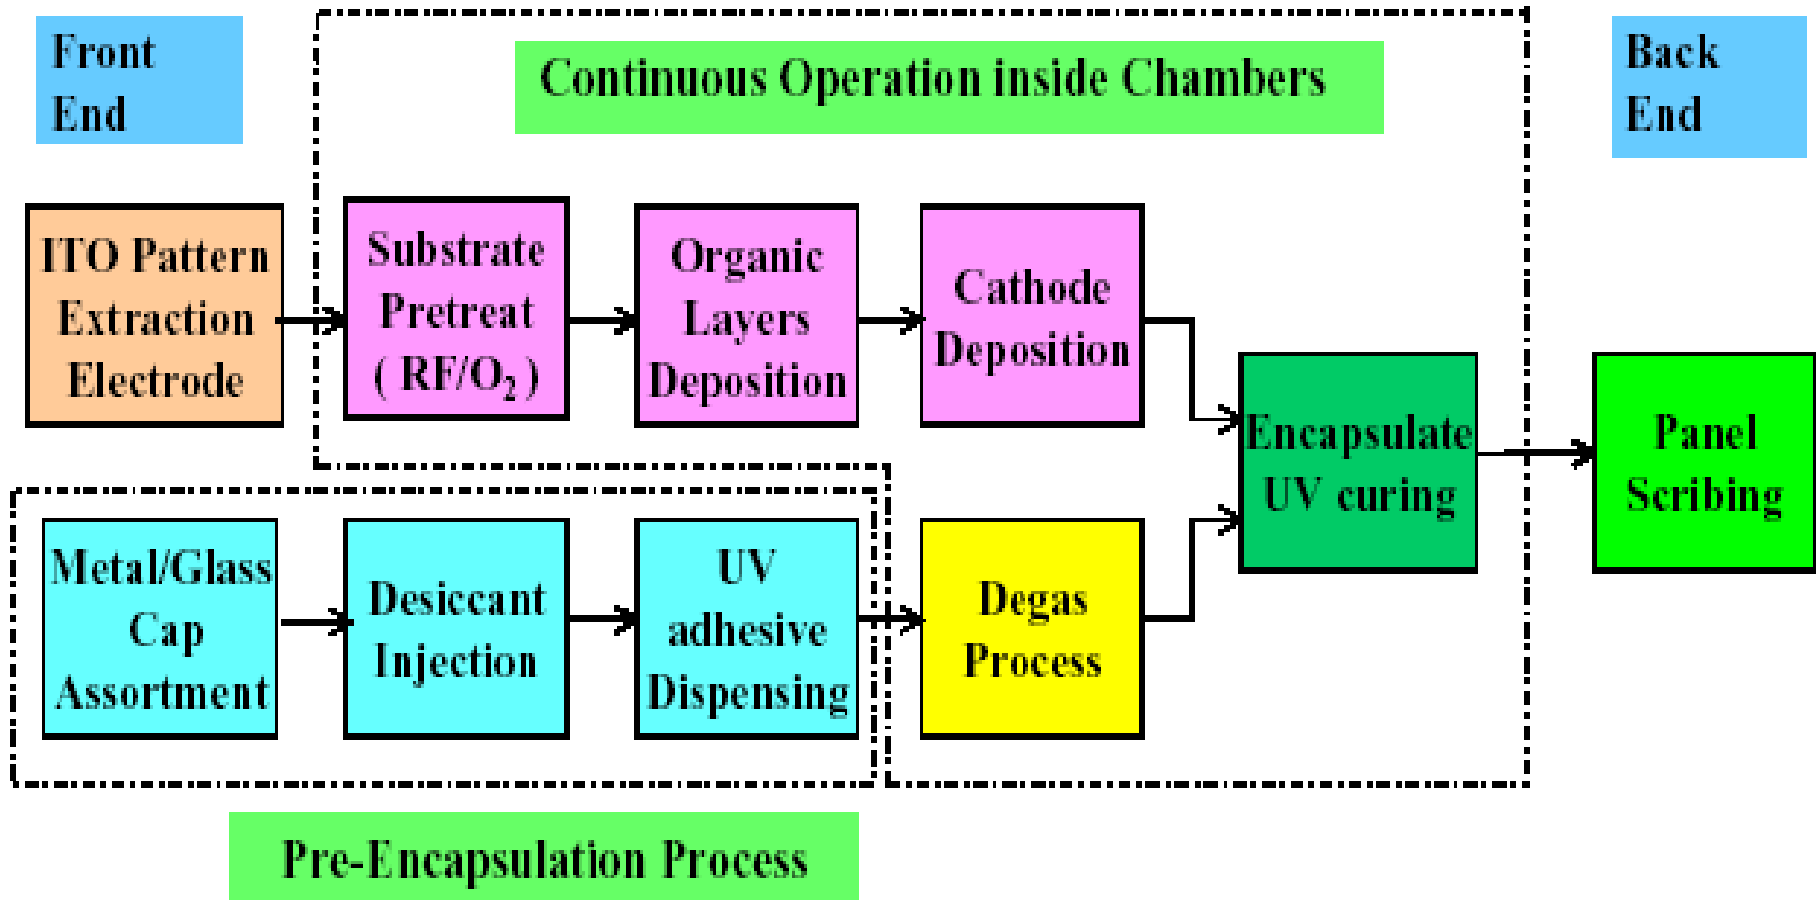 Front
End
Continuous Operation inside Chambers
Back
End
ITO Pattern
Extraction
Electrode
Substrate
Pretreat
( RF/O₂ )
Organic
Layers
Deposition
Cathode
Deposition
Encapsulate
UV curing
Panel
Scribing
Metal/Glass
Cap
Assortment
Desiccant
Injection
UV
adhesive
Dispensing
Degas
Process
Pre-Encapsulation Process